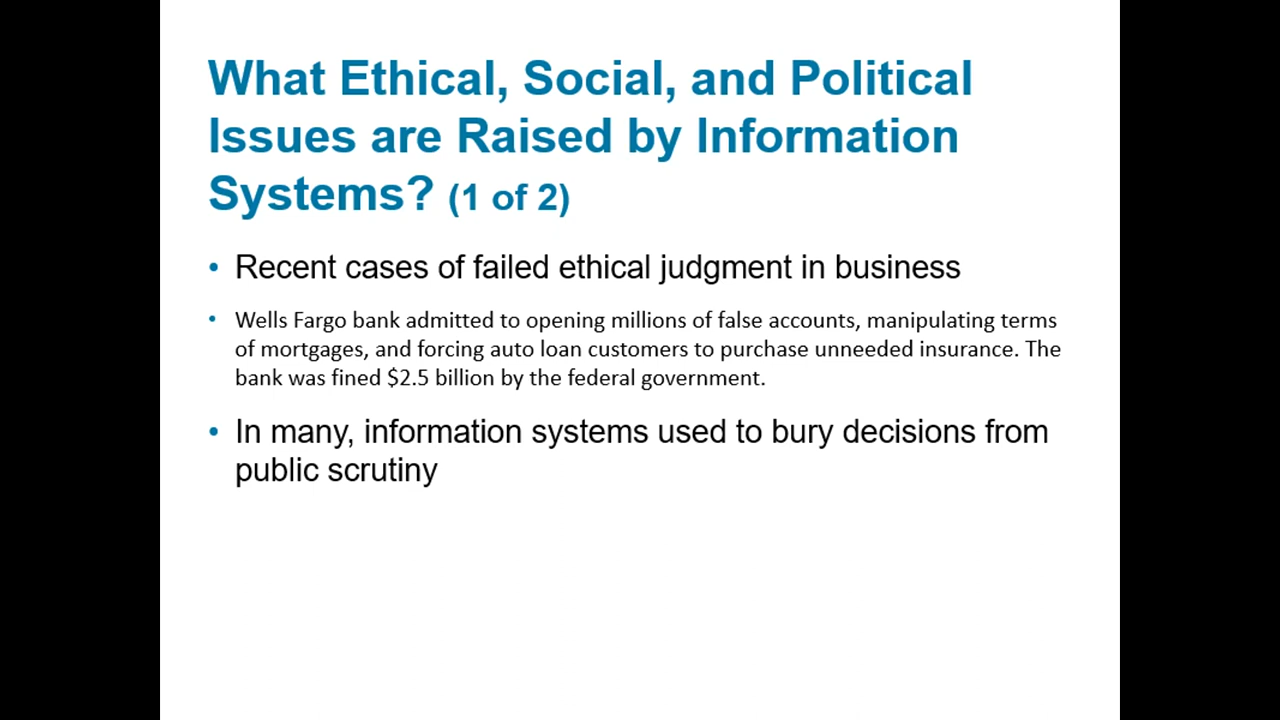 What Ethical, Social, and Political
Issues are Raised by Information
Systems? (1 of 2)
• Recent cases of failed ethical judgment in business
• Wells Fargo bank admitted to opening millions of false accounts, manipulating terms
of mortgages, and forcing auto loan customers to purchase unneeded insurance. The
bank was fined $2.5 billion by the federal government.
• In many, information systems used to bury decisions from
public scrutiny